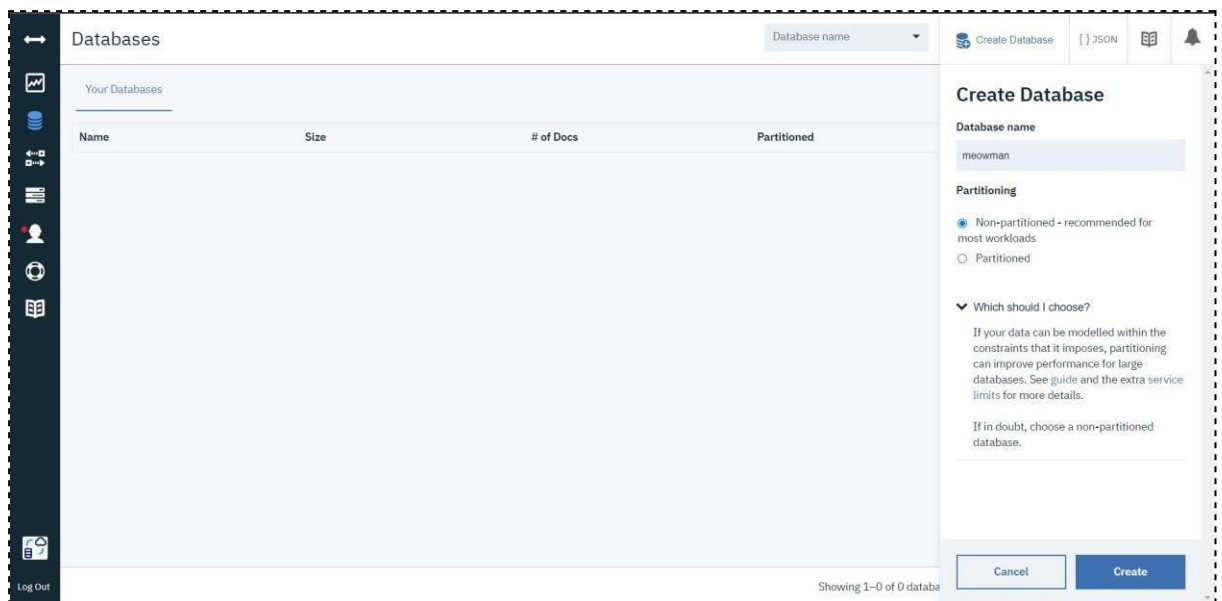 Databases
Database name
Create Database
{ } JSON
Your Databases
Name Size # of Docs Partitioned
Create Database
Database name
meowman
Partitioning
Non-partitioned - recommended for
most workloads
Partitioned
Which should I choose?
If your data can be modelled within the
constraints that it imposes, partitioning
can improve performance for large
databases. See guide and the extra service
limits for more details.
If in doubt, choose a non-partitioned
database.
Cancel Create
Showing 1–0 of 0 databa
Log Out